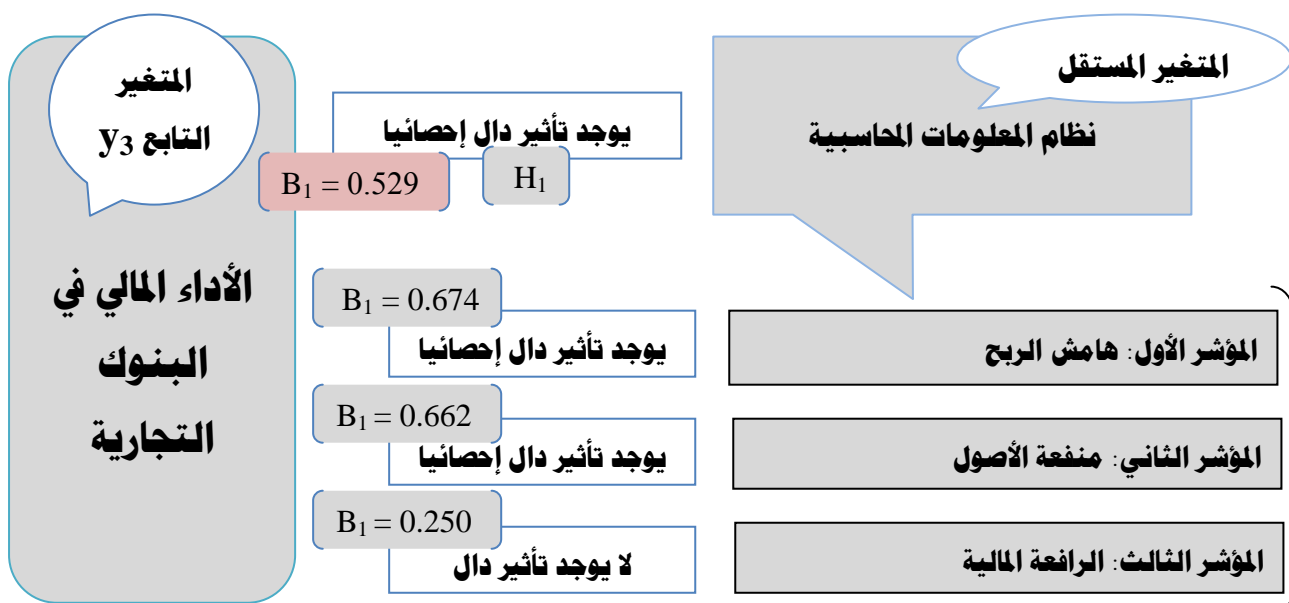 المتغير المستقل
نظام المعلومات المحاسبية
يوجد تأثير دال إحصائيا
H1
B1 = 0.529
المتغير
التابع y3
الأداء المالي في
البنوك
التجارية
المؤشر الأول: هامش الربح
B1 = 0.674
يوجد تأثير دال إحصائيا
المؤشر الثاني: منفعة الأصول
B1 = 0.662
يوجد تأثير دال إحصائيا
المؤشر الثالث: الرافعة المالية
B1 = 0.250
لا يوجد تأثير دال